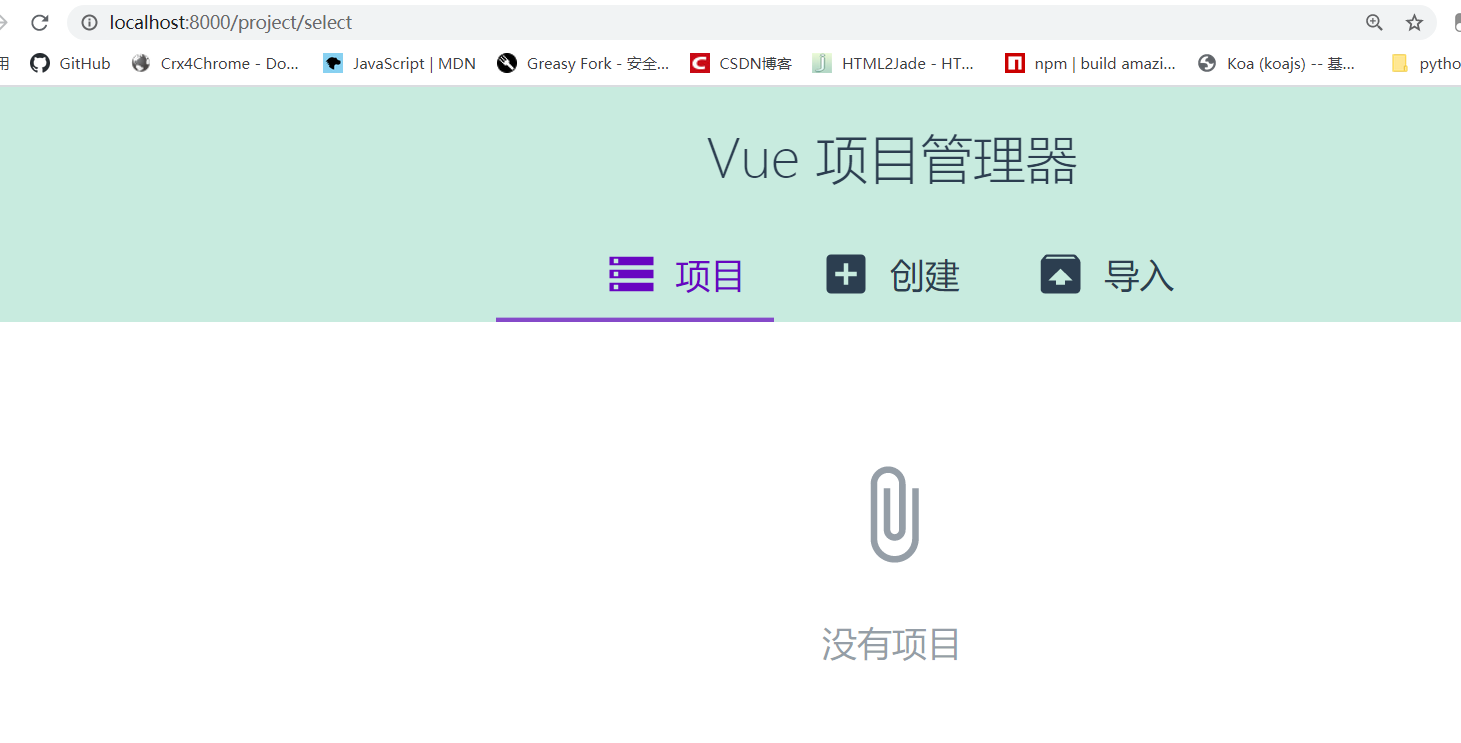 localhost:8000/project/select
用 GitHub Crx4Chrome - Do... JavaScript | MDN Greasy Fork - 安全... CSDN博客 HTML2Jade - HT... npm | build amazi... Koa (koajs) -- 基... pytho
Vue 项目管理器
项目 创建 导入
没有项目